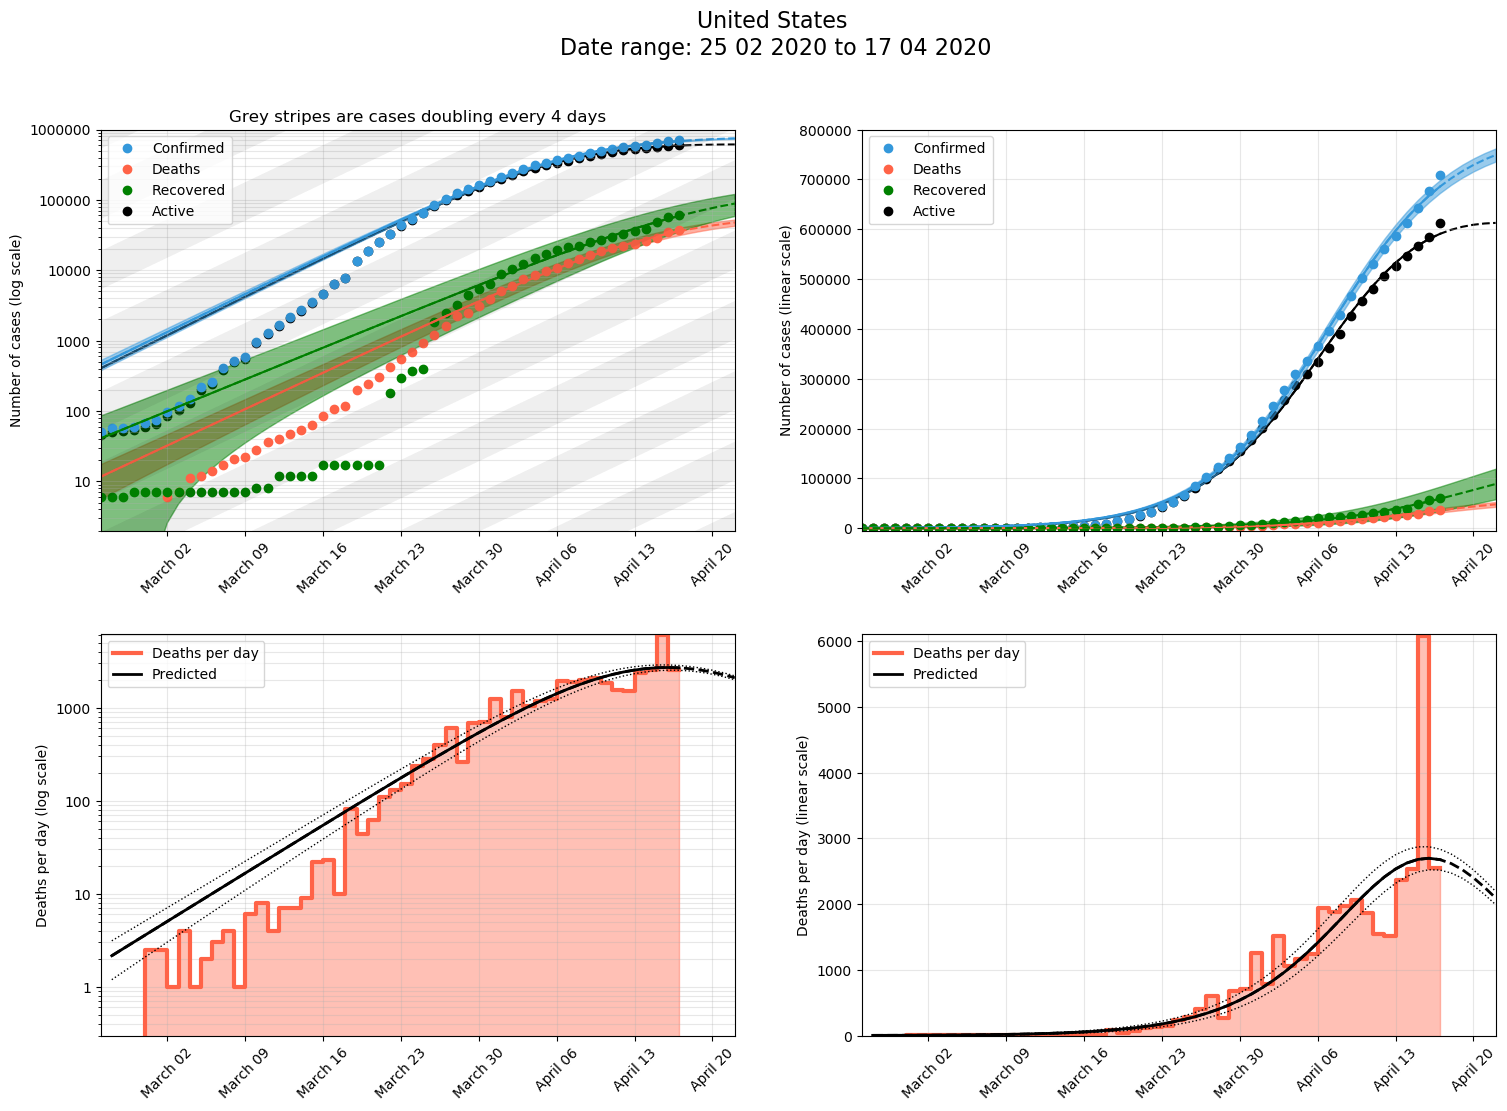 United States
Date range: 25 02 2020 to 17 04 2020
Grey stripes are cases doubling every 4 days
Number of cases (log scale)
1000000
100000
10000
1000
100
10
Confirmed
Deaths
Recovered
Active
March 02
March 09
March 16
March 23
March 30
April 06
April 13
April 20
Number of cases (linear scale)
800000
700000
600000
500000
400000
300000
200000
100000
0
Confirmed
Deaths
Recovered
Active
March 02
March 09
March 16
March 23
March 30
April 06
April 13
April 20
Deaths per day (log scale)
1000
100
10
1
Deaths per day
Predicted
March 02
March 09
March 16
March 23
March 30
April 06
April 13
April 20
Deaths per day (linear scale)
6000
5000
4000
3000
2000
1000
0
Deaths per day
Predicted
March 02
March 09
March 16
March 23
March 30
April 06
April 13
April 20